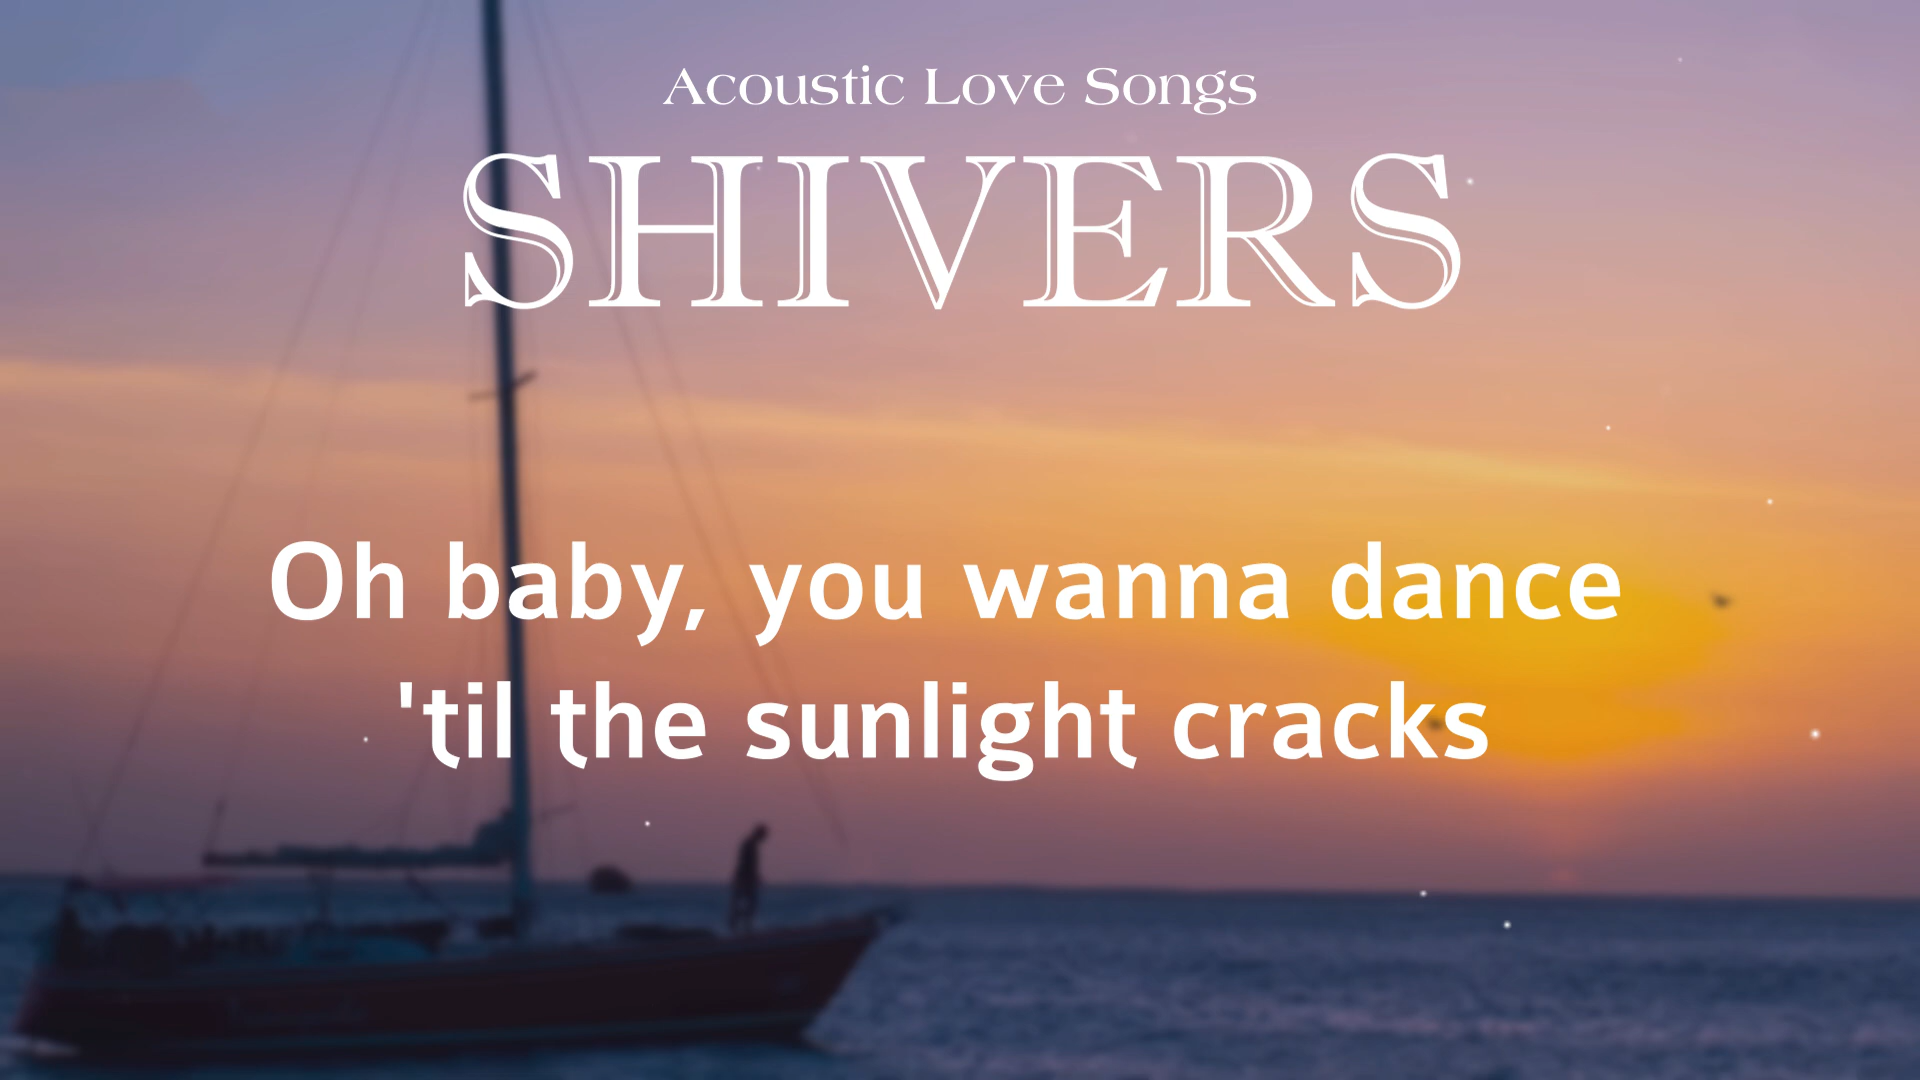 Acoustic Love Songs
SHIVERS
Oh baby, you wanna dance
'til the sunlight cracks